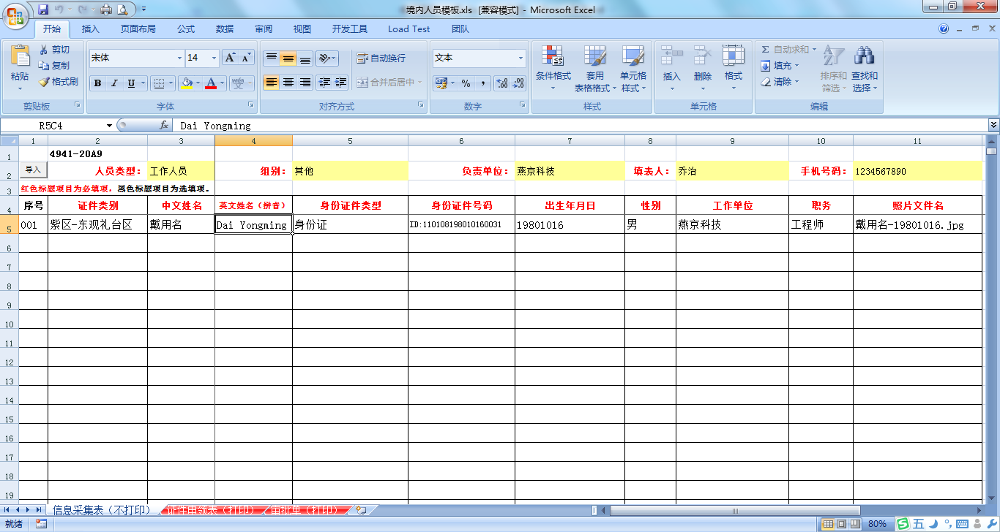 境内人员模板.xls [兼容模式] - Microsoft Excel
开始 插入 页面布局 公式 数据 审阅 视图 开发工具 Load Test 团队
粘贴 剪切 复制 格式刷
剪贴板
宋体 14
B I U
字体
自动换行
合并后居中
对齐方式
文本
% , .0 .00 .00 .0
数字
条件格式 套用表格格式 单元格样式
样式
插入 删除 格式
单元格
Σ 自动求和 填充 清除 排序和筛选 查找和选择
编辑
R5C4 fx Dai Yongming
1 2 3 4 5 6 7 8 9 10 11
1 4941-20A9
2 导入 人员类型: 工作人员 组别: 其他 负责单位: 燕京科技 填表人: 乔治 手机号码: 1234567890
3 红色标题项目为必填项，黑色标题项目为选填项。
4 序号 证件类别 中文姓名 英文姓名（拼音） 身份证件类型 身份证件号码 出生年月日 性别 工作单位 职务 照片文件名
5 001 紫区-东观礼台区 戴用名 Dai Yongming 身份证 ID:110108198010160031 19801016 男 燕京科技 工程师 戴用名-19801016.jpg
6
7
8
9
10
11
12
13
14
15
16
17
18
19
信息采集表（不打印） 证件申领表（打印） 审批单（打印）
就绪 80% 五